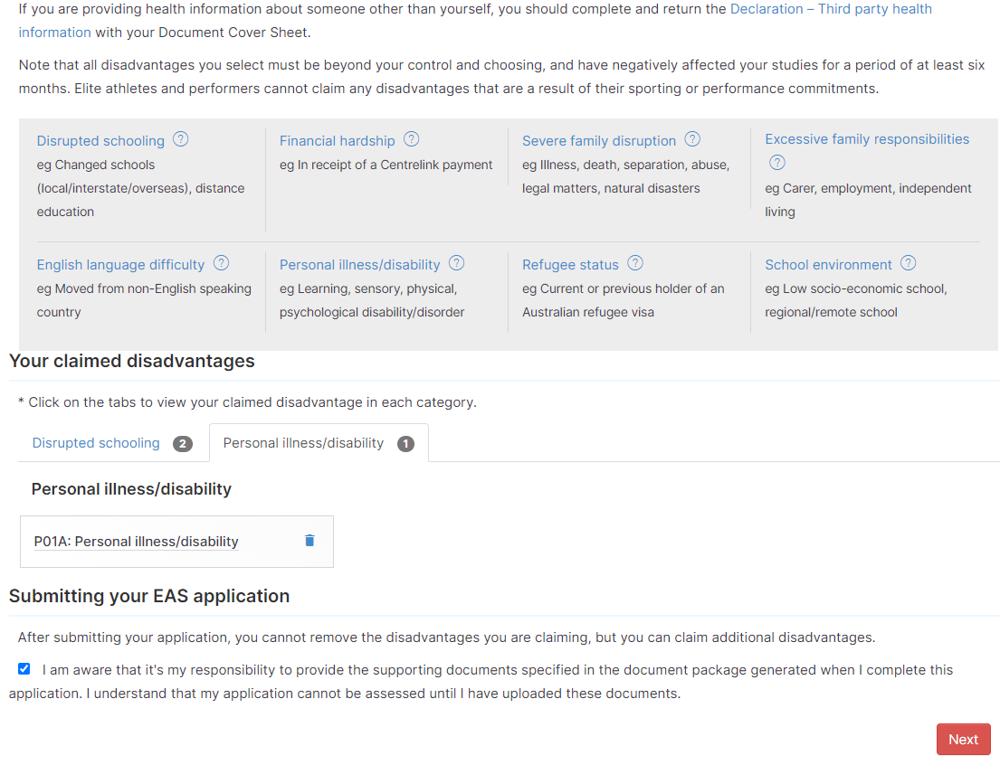 If you are providing health information about someone other than yourself, you should complete and return the Declaration – Third party health
information with your Document Cover Sheet.
Note that all disadvantages you select must be beyond your control and choosing, and have negatively affected your studies for a period of at least six
months. Elite athletes and performers cannot claim any disadvantages that are a result of their sporting or performance commitments.
Disrupted schooling ?
eg Changed schools
(local/interstate/overseas), distance
education
Financial hardship ?
eg In receipt of a Centrelink payment
Severe family disruption ?
eg Illness, death, separation, abuse,
legal matters, natural disasters
Excessive family responsibilities
?
eg Carer, employment, independent
living
English language difficulty ?
eg Moved from non-English speaking
country
Personal illness/disability ?
eg Learning, sensory, physical,
psychological disability/disorder
Refugee status ?
eg Current or previous holder of an
Australian refugee visa
School environment ?
eg Low socio-economic school,
regional/remote school
Your claimed disadvantages
* Click on the tabs to view your claimed disadvantage in each category.
Disrupted schooling 2
Personal illness/disability 1
Personal illness/disability
P01A: Personal illness/disability
Submitting your EAS application
After submitting your application, you cannot remove the disadvantages you are claiming, but you can claim additional disadvantages.
I am aware that it's my responsibility to provide the supporting documents specified in the document package generated when I complete this
application. I understand that my application cannot be assessed until I have uploaded these documents.
Next